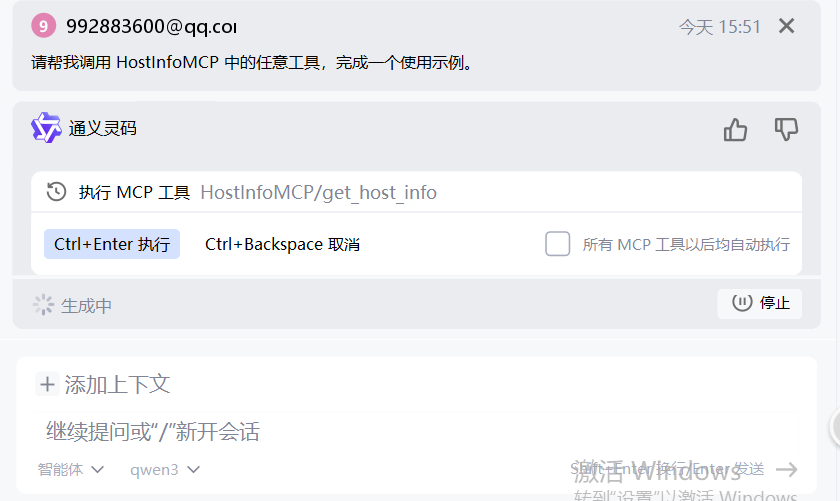 9 992883600@qq.co
今天 15:51
请帮我调用 HostInfoMCP 中的任意工具，完成一个使用示例。
通义灵码
执行 MCP 工具 HostInfoMCP/get_host_info
Ctrl+Enter 执行 Ctrl+Backspace 取消 所有 MCP 工具以后均自动执行
生成中 停止
添加上下文
继续提问或“/”新开会话
智能体 qwen3 Shift+Enter 换行/Enter 发送
激活 Windows
转到“设置”以激活 Windows